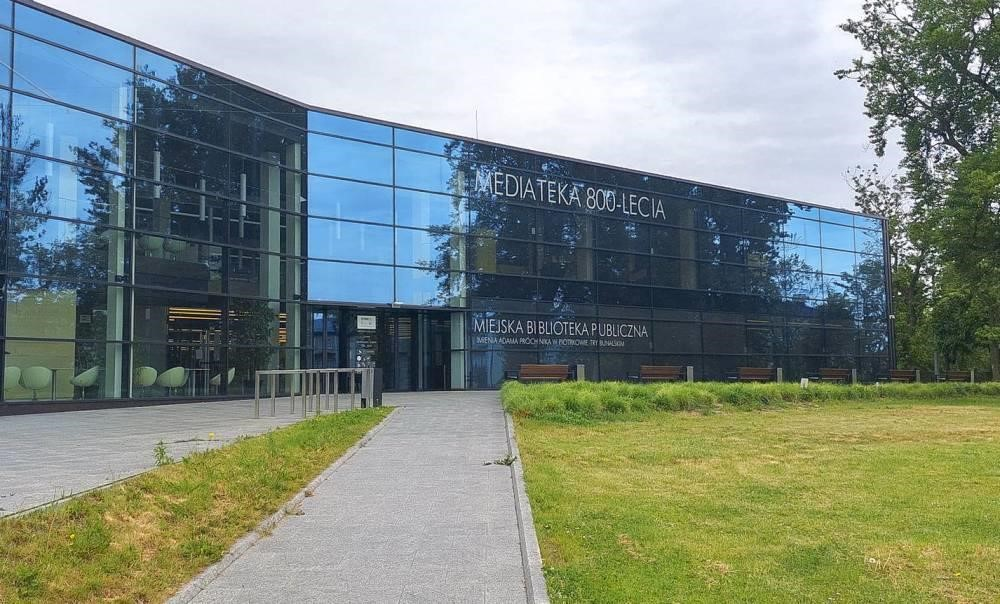 MEDIATEKA 800-LECIA
MIEJSKA BIBLIOTEKA PUBLICZNA
IMIENIA ADAMA PRÓCHNIKA W PIOTRKOWIE TRYBUNALSKIM